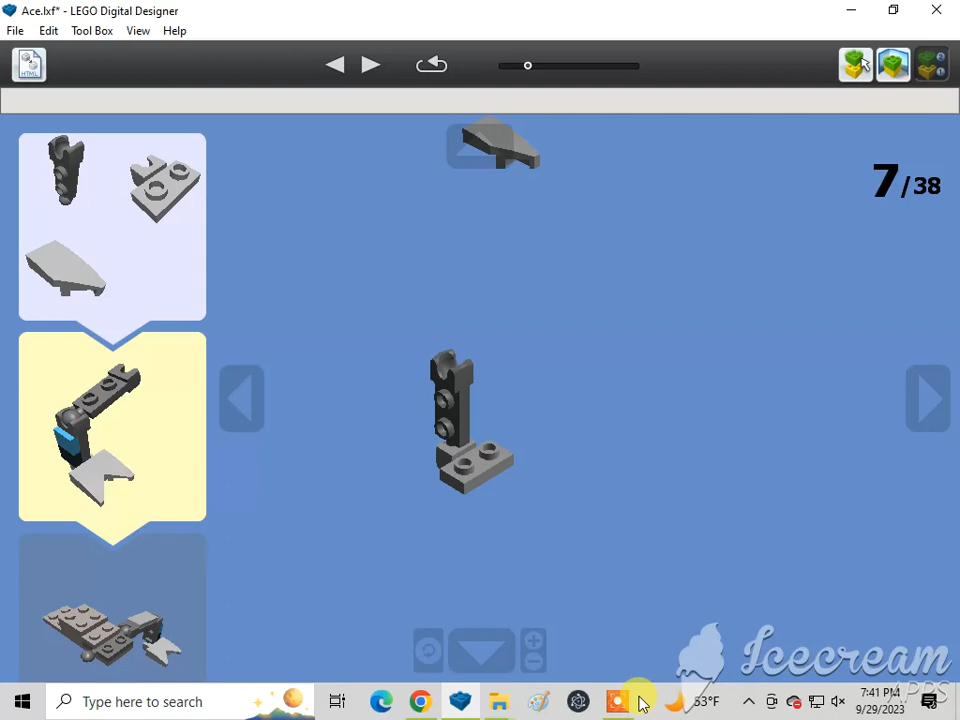 Ace.lxf* - LEGO Digital Designer
File Edit Tool Box View Help
HTML
7/38
Icecream
APPS
Type here to search
53°F
7:41 PM
9/29/2023